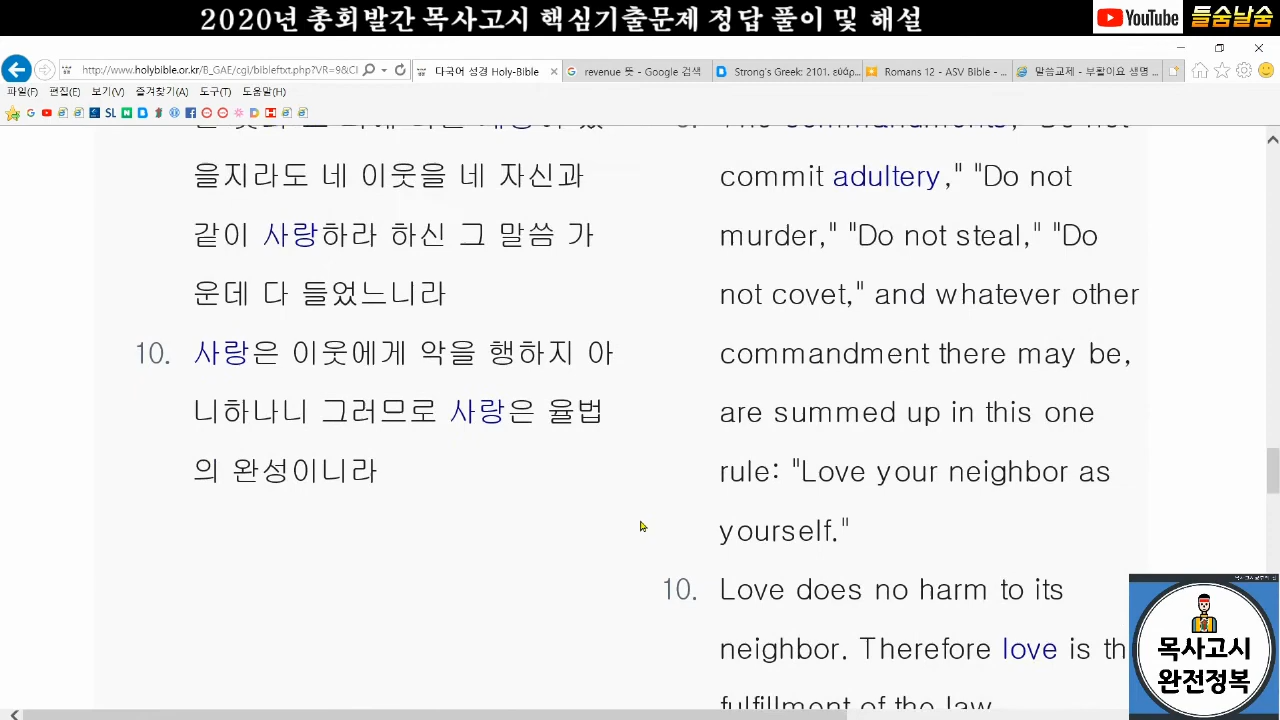 2020년 총회발간 목사고시 핵심기출문제 정답 풀이 및 해설
YouTube
들숨날숨
http://www.holybible.or.kr/B_GAE/cgi/bibleftxt.php?VR=9&CI
다국어 성경 Holy-Bible
revenue 뜻 - Google 검색
Strong's Greek: 2101. εὐάρ...
Romans 12 - ASV Bible - ...
말씀교제 - 부활이요 생명 ...
파일(F) 편집(E) 보기(V) 즐겨찾기(A) 도구(T) 도움말(H)
을지라도 네 이웃을 네 자신과
같이 사랑하라 하신 그 말씀 가
운데 다 들었느니라
10. 사랑은 이웃에게 악을 행하지 아
니하나니 그러므로 사랑은 율법
의 완성이니라
commandments, "Do not
commit adultery," "Do not
murder," "Do not steal," "Do
not covet," and whatever other
commandment there may be,
are summed up in this one
rule: "Love your neighbor as
yourself."
10. Love does no harm to its
neighbor. Therefore love is th
fulfillment of the law.
목사고시
완전정복